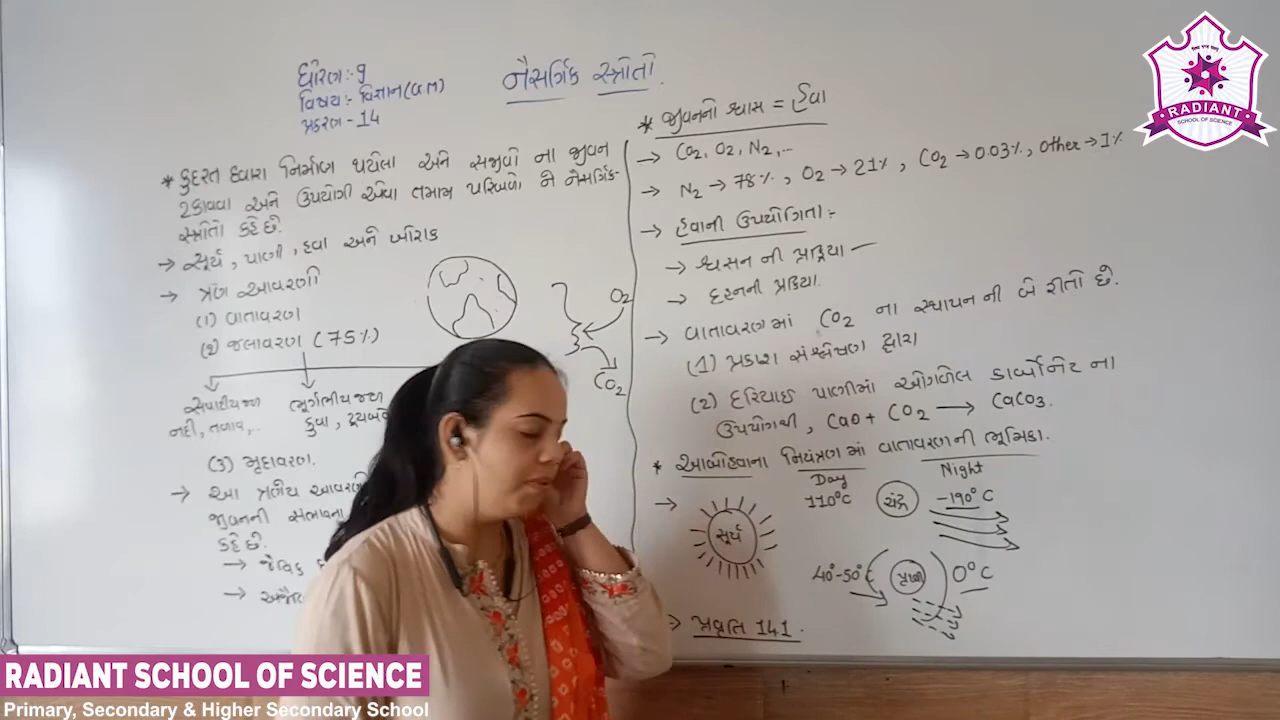 ધોરણ:- 9
વિષય:- વિજ્ઞાન (G.M)
પ્રકરણ - 14
નૈસર્ગિક સ્ત્રોતો.
* કુદરત દ્વારા નિર્માણ થયેલા અને સજીવો ના જીવન
ટકાવવા અને ઉપયોગી એવા તમામ પરિબળો ને નૈસર્ગિક-
સ્ત્રોતો કહે છે.
→ સૂર્ય, પાણી, હવા અને ખોરાક
→ ત્રણ આવરણો
(1) વાતાવરણ
(2) જલાવરણ (75%)
નદી, તળાવ,..
ભૂગર્ભીય જળ
કુવા,
(3) મૃદાવરણ.
→ આ ત્રણેય આવરણો
જીવનની સંભાવના
કહે છે.
→ જૈવિક
→
O2
CO2
* જીવનનો શ્વાસ = હવા
→ CO2, O2, N2,...
→ N2 → 78%, O2 → 21%, CO2 → 0.03%, Other → 1%
→ હવાની ઉપયોગિતા:-
→ શ્વસન ની પ્રક્રિયા —
→ દહનની પ્રક્રિયા.
→ વાતાવરણમાં CO2 ના સ્થાપન ની બે રીતો છે.
(1) પ્રકાશ સંશ્લેષણ દ્વારા
(2) દરિયાઈ પાણીમાં ઓગળેલ કાર્બોનેટ ના
ઉપયોગથી, CaO + CO2 → CaCO3.
* આબોહવાના નિયંત્રણ માં વાતાવરણ ની ભૂમિકા.
Day
Night
→ સૂર્ય
110°C
ચંદ્ર
-190°C
40°-50°
પૃથ્વી
0°C
→ પ્રવૃતિ 14.1.
RADIANT
SCHOOL OF SCIENCE
RADIANT SCHOOL OF SCIENCE
Primary, Secondary & Higher Secondary School